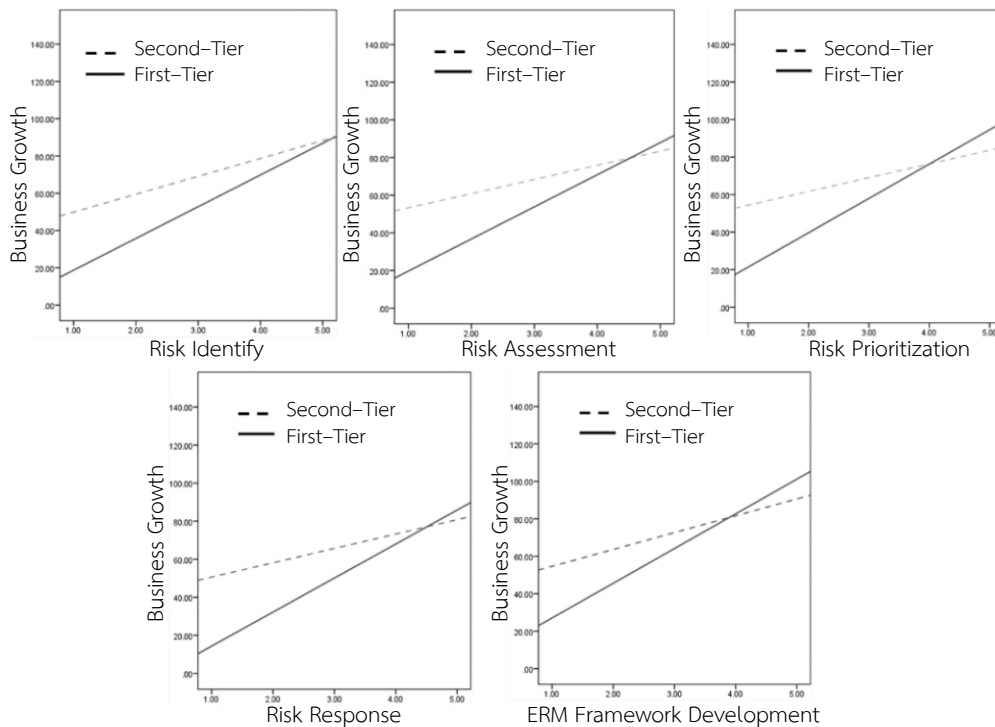 140.00
120.00
100.00
80.00
60.00
40.00
20.00
.00
Business Growth
Second–Tier
First–Tier
1.00 2.00 3.00 4.00 5.00
Risk Identify
140.00
120.00
100.00
80.00
60.00
40.00
20.00
.00
Business Growth
Second–Tier
First–Tier
1.00 2.00 3.00 4.00 5.00
Risk Assessment
140.00
120.00
100.00
80.00
60.00
40.00
20.00
.00
Business Growth
Second–Tier
First–Tier
1.00 2.00 3.00 4.00 5.00
Risk Prioritization
140.00
120.00
100.00
80.00
60.00
40.00
20.00
.00
Business Growth
Second–Tier
First–Tier
1.00 2.00 3.00 4.00 5.00
Risk Response
140.00
120.00
100.00
80.00
60.00
40.00
20.00
.00
Business Growth
Second–Tier
First–Tier
1.00 2.00 3.00 4.00 5.00
ERM Framework Development